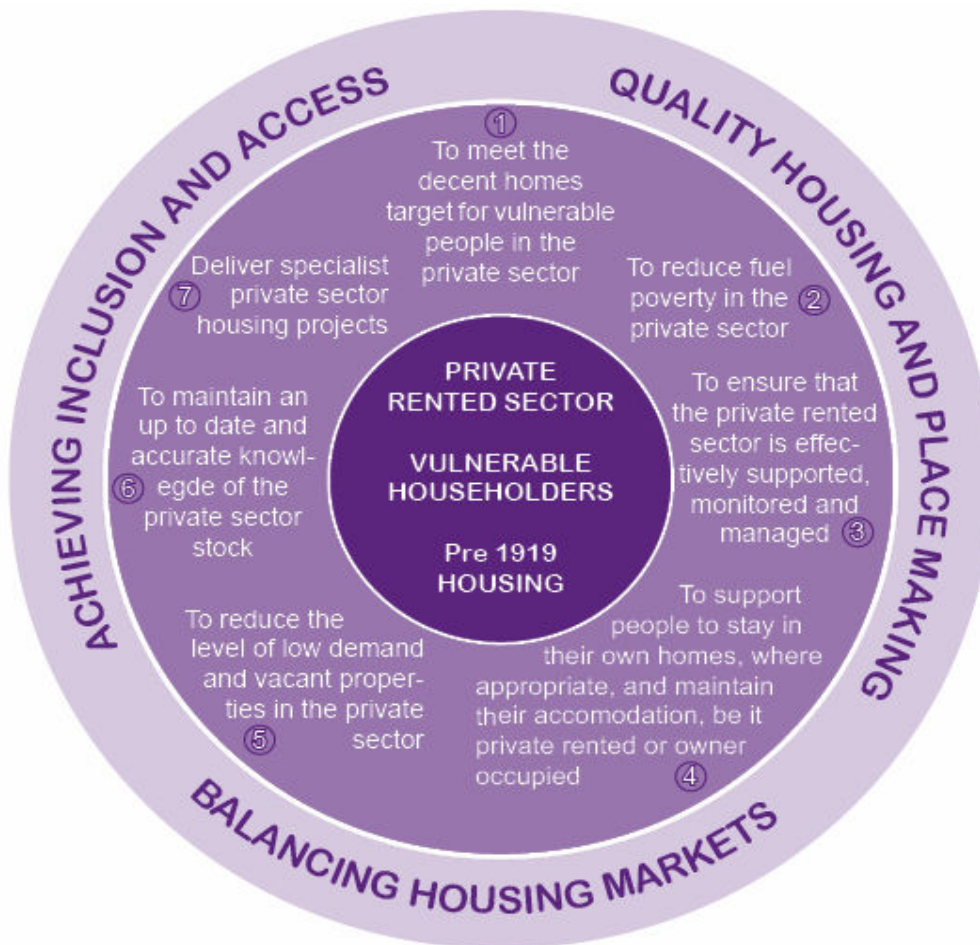 ACHIEVING INCLUSION AND ACCESS
QUALITY HOUSING AND PLACE MAKING
BALANCING HOUSING MARKETS
1
To meet the
decent homes
target for vulnerable
people in the
private sector
To reduce fuel
poverty in the 2
private sector
To ensure that
the private rented
sector is effec-
tively supported,
monitored and
managed 3
To support
people to stay in
their own homes, where
appropriate, and maintain
their accomodation, be it
private rented or owner
occupied 4
To reduce the
level of low demand
and vacant proper-
ties in the private
5 sector
To maintain an
up to date and
accurate knowl-
6 egde of the
private sector
stock
Deliver specialist
7 private sector
housing projects
PRIVATE
RENTED SECTOR
VULNERABLE
HOUSEHOLDERS
Pre 1919
HOUSING